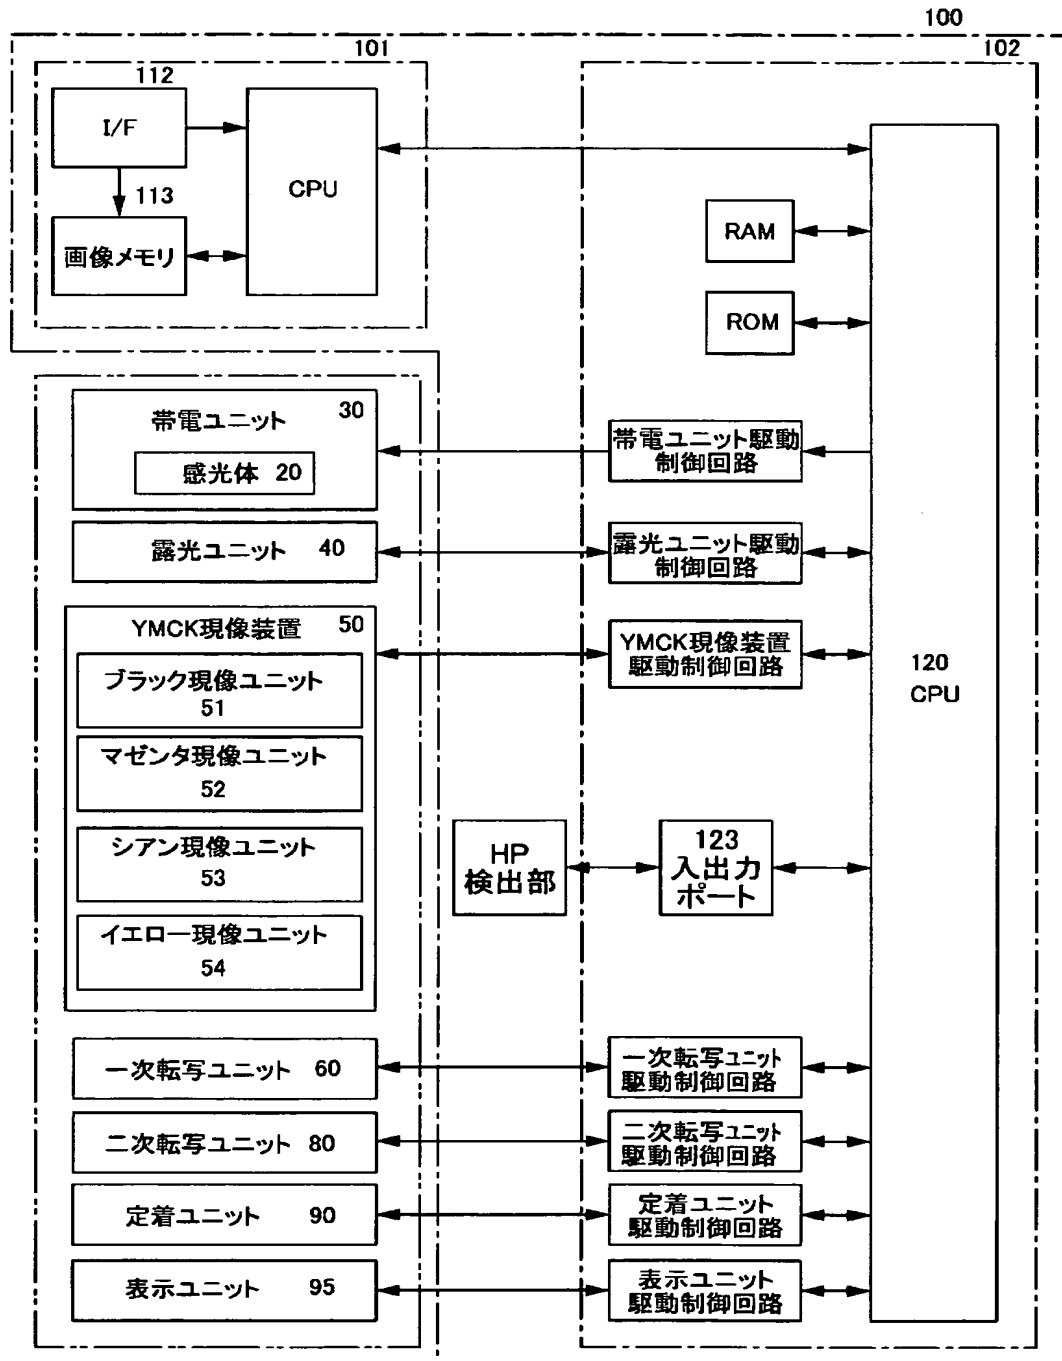 100
101
102
112
I/F
CPU
113
画像メモリ
RAM
ROM
帯電ユニット 30
感光体 20
帯電ユニット駆動
制御回路
露光ユニット 40
露光ユニット駆動
制御回路
YMCK現像装置 50
YMCK現像装置
駆動制御回路
ブラック現像ユニット
51
マゼンタ現像ユニット
52
シアン現像ユニット
53
イエロー現像ユニット
54
120
CPU
HP
検出部
123
入出力
ポート
一次転写ユニット 60
一次転写ユニット
駆動制御回路
二次転写ユニット 80
二次転写ユニット
駆動制御回路
定着ユニット 90
定着ユニット
駆動制御回路
表示ユニット 95
表示ユニット
駆動制御回路